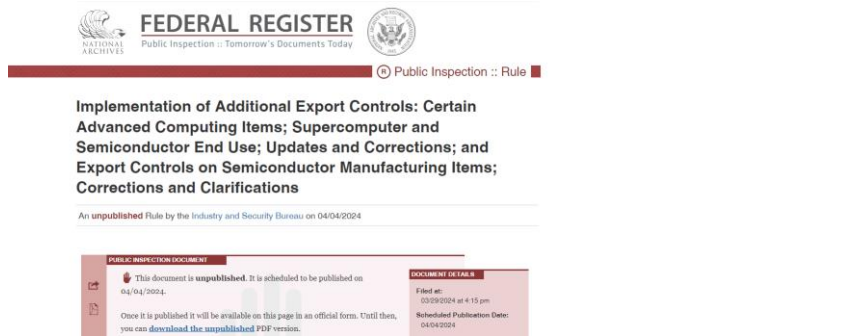 NATIONAL
ARCHIVES
FEDERAL REGISTER
Public Inspection :: Tomorrow's Documents Today
R Public Inspection :: Rule
Implementation of Additional Export Controls: Certain
Advanced Computing Items; Supercomputer and
Semiconductor End Use; Updates and Corrections; and
Export Controls on Semiconductor Manufacturing Items;
Corrections and Clarifications
An unpublished Rule by the Industry and Security Bureau on 04/04/2024
PUBLIC INSPECTION DOCUMENT
This document is unpublished. It is scheduled to be published on
04/04/2024.
Once it is published it will be available on this page in an official form. Until then,
you can download the unpublished PDF version.
DOCUMENT DETAILS
Filed at:
03/29/2024 at 4:15 pm
Scheduled Publication Date:
04/04/2024